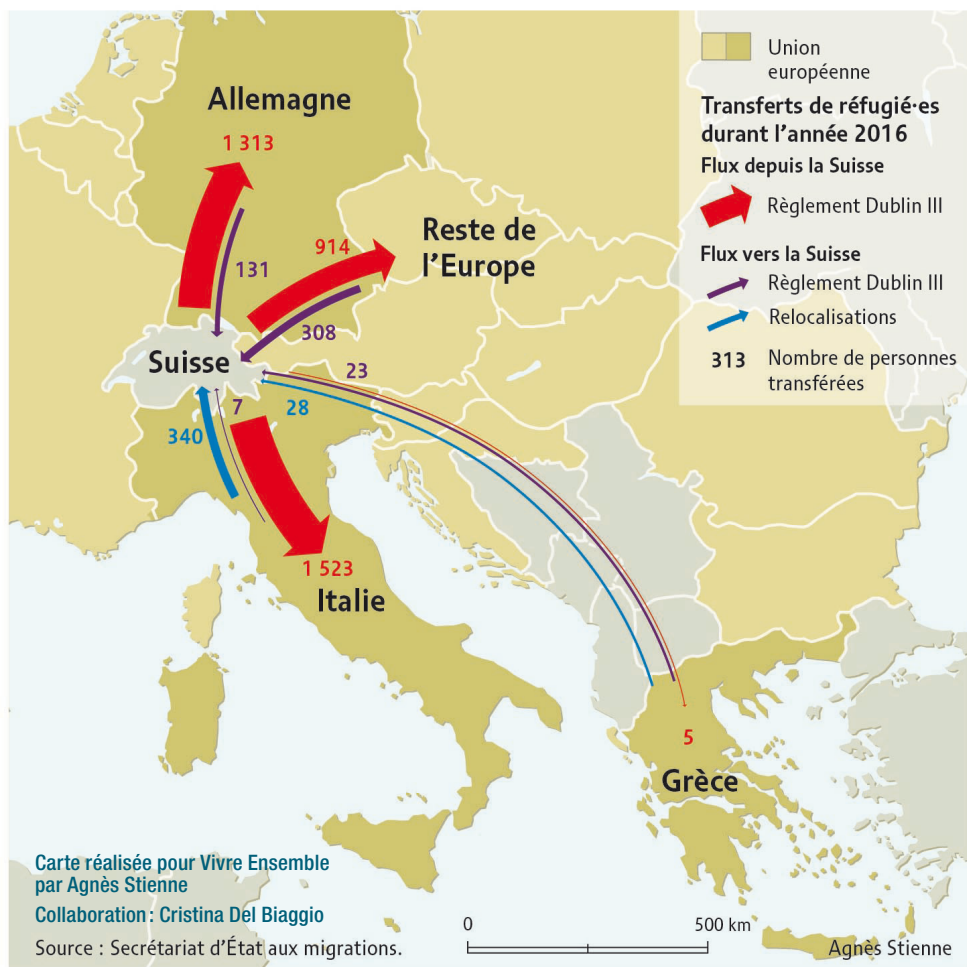 Union
européenne
Transferts de réfugié·es
durant l'année 2016
Flux depuis la Suisse
Règlement Dublin III
Flux vers la Suisse
Règlement Dublin III
Relocalisations
313 Nombre de personnes
transférées
Allemagne
1 313
131
914
Reste de
l'Europe
308
Suisse
23
7
28
340
1 523
Italie
5
Grèce
Carte réalisée pour Vivre Ensemble
par Agnès Stienne
Collaboration : Cristina Del Biaggio
Source : Secrétariat d'État aux migrations.
0 500 km
Agnès Stienne